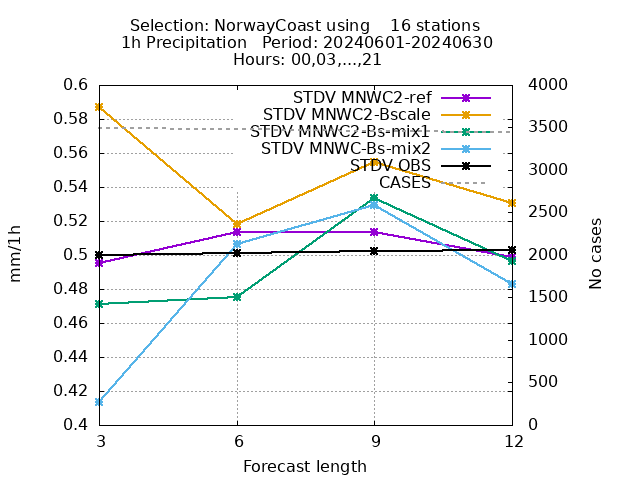 Selection: NorwayCoast using    16 stations
1h Precipitation   Period: 20240601-20240630
Hours: 00,03,...,21
STDV MNWC2-ref
STDV MNWC2-Bscale
STDV MNWC2-Bs-mix1
STDV MNWC-Bs-mix2
STDV OBS
CASES
0.6
0.58
0.56
0.54
0.52
0.5
0.48
0.46
0.44
0.42
0.4
mm/1h
4000
3500
3000
2500
2000
1500
1000
500
0
No cases
3 6 9 12
Forecast length